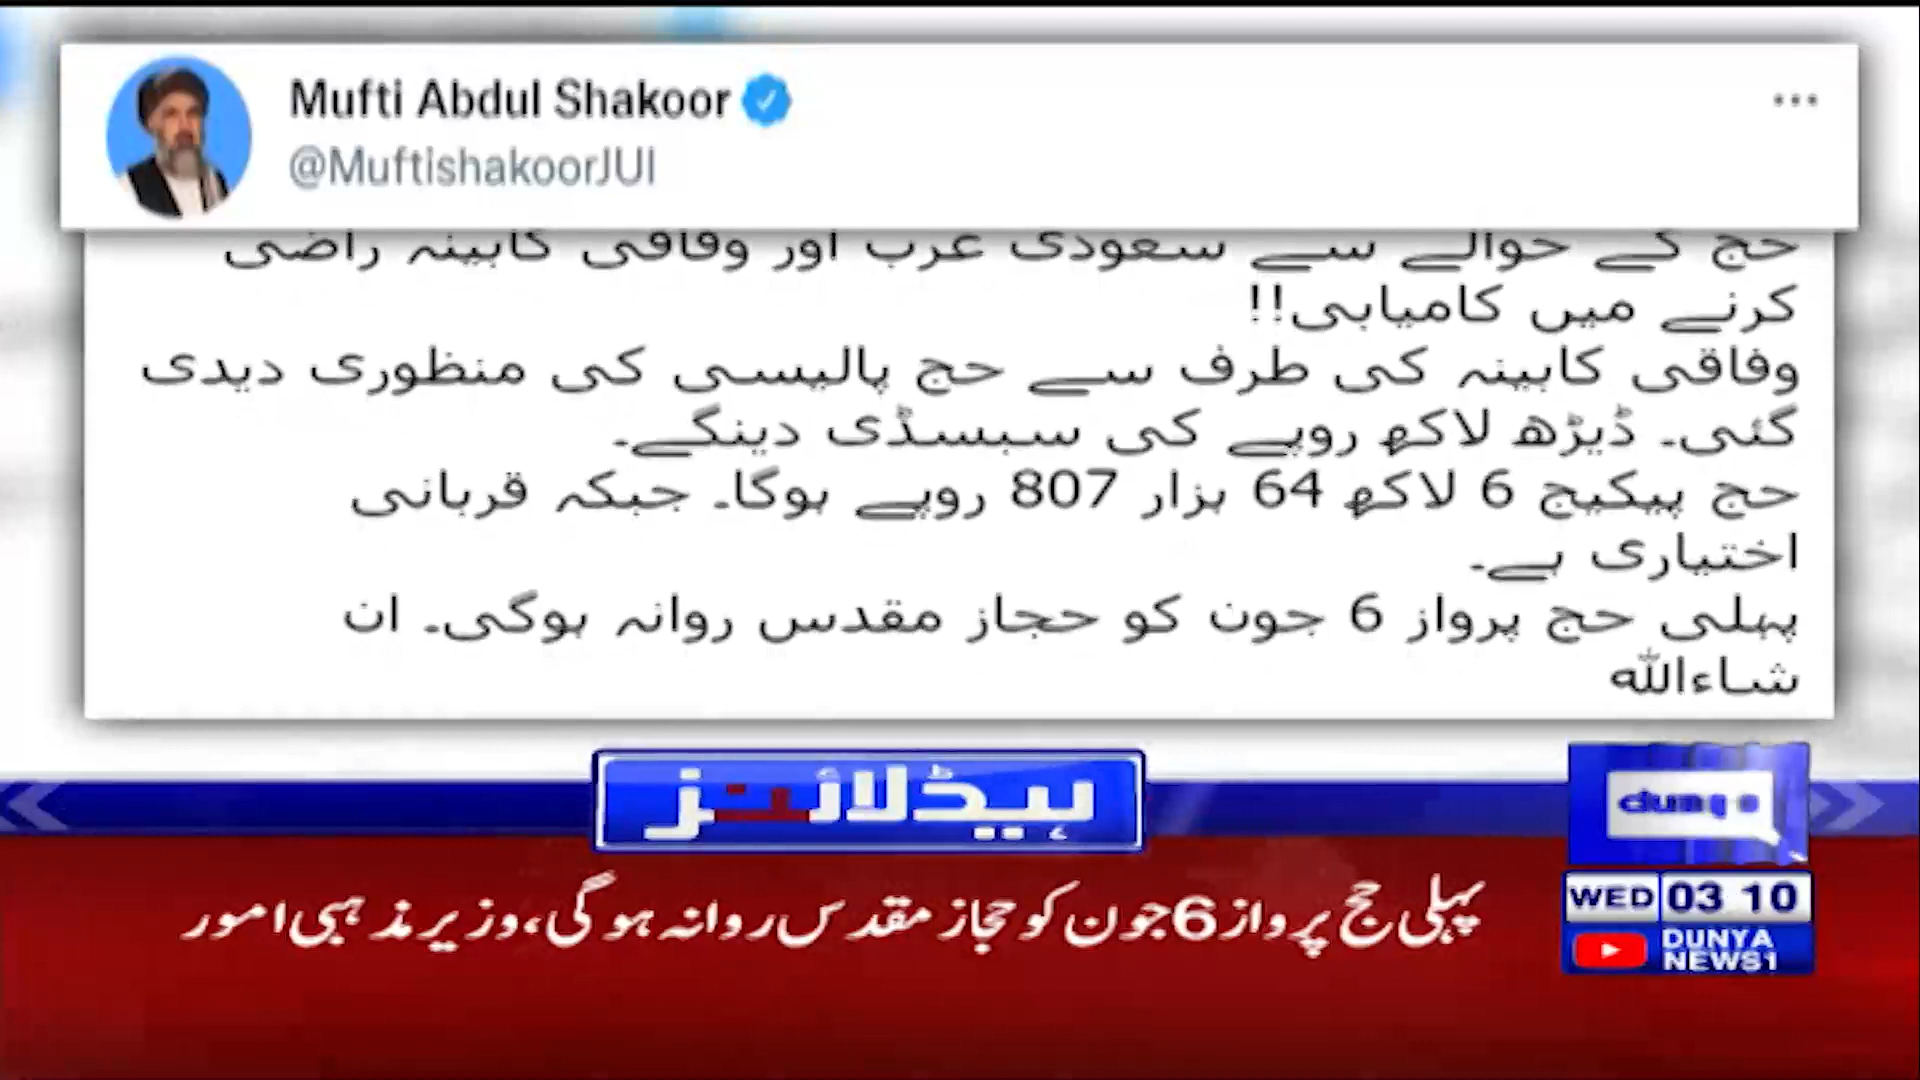 Mufti Abdul Shakoor
@MuftishakoorJUI
حج کے حوالے سے سعودی عرب اور وفاقی کابینہ راضی
کرنے میں کامیابی!!
وفاقی کابینہ کی طرف سے حج پالیسی کی منظوری دیدی
گئی۔ ڈیڑھ لاکھ روپے کی سبسڈی دینگے۔
حج پیکیج 6 لاکھ 64 ہزار 807 روپے ہوگا۔ جبکہ قربانی
اختیاری ہے۔
پہلی حج پرواز 6 جون کو حجاز مقدس روانہ ہوگی۔ ان
شاءاللہ
ہیڈلائنز
dunya
پہلی حج پرواز 6 جون کو حجاز مقدس روانہ ہوگی، وزیر مذہبی امور
WED 03 10
DUNYA
NEWS1